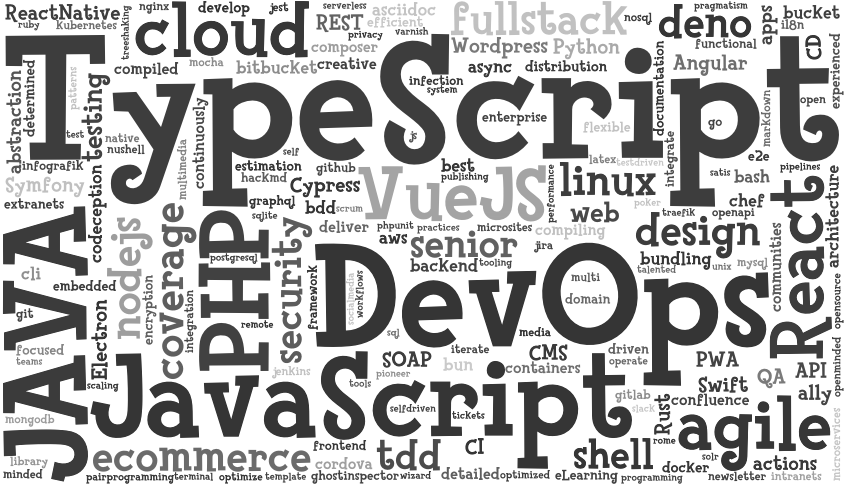 ReactNative
nginx
develop
jest
serverless
asciidoc
fullstack
nosql
pragmatism
bucket
ruby
Kubernetes
treeshaking
cloud
REST
efficient
deno
apps
i18n
privacy
varnish
composer
Wordpress
Python
functional
CD
experienced
TypeScript
compiled
mocha
bitbucket
creative
infection
async
distribution
Angular
documentation
abstraction
determined
patterns
testing
system
open
markdown
enterprise
flexible
go
js
test
native
nushell
continuously
self
integrate
e2e
infografik
multimedia
estimation
github
best
latex
testdriven
pipelines
Symfony
codeception
hacKmd
Cypress
publishing
VueJS
performance
linux
satis
bash
extranets
graphql
poker
chef
sqlite
bdd
scrum
web
traefik
openapi
JAVA
nodejs
coverage
PHP
security
deliver
phpunit
practices
microsites
compiling
design
React
architecture
aws
senior
jira
communities
postgresql
backend
tooling
bundling
unix
mysql
cli
talented
embedded
encryption
framework
socialmedia
workflows
DevOps
multi
domain
git
Electron
integration
remote
opensource
sql
media
focused
teams
iterate
driven
operate
SOAP
CMS
PWA
openminded
jenkins
pioneer
bun
containers
QA
API
scaling
tools
Swift
JavaScript
gitlab
confluence
ally
selfdriven
tickets
slack
Rust
mongodb
agile
microservices
frontend
CI
rome
library
ecommerce
cordova
tdd
shell
solr
docKer
actions
minded
pairprogramming
terminal
optimize
template
ghostinspector
wizard
detailed
optimized
eLearning
programming
newsletter
intranets